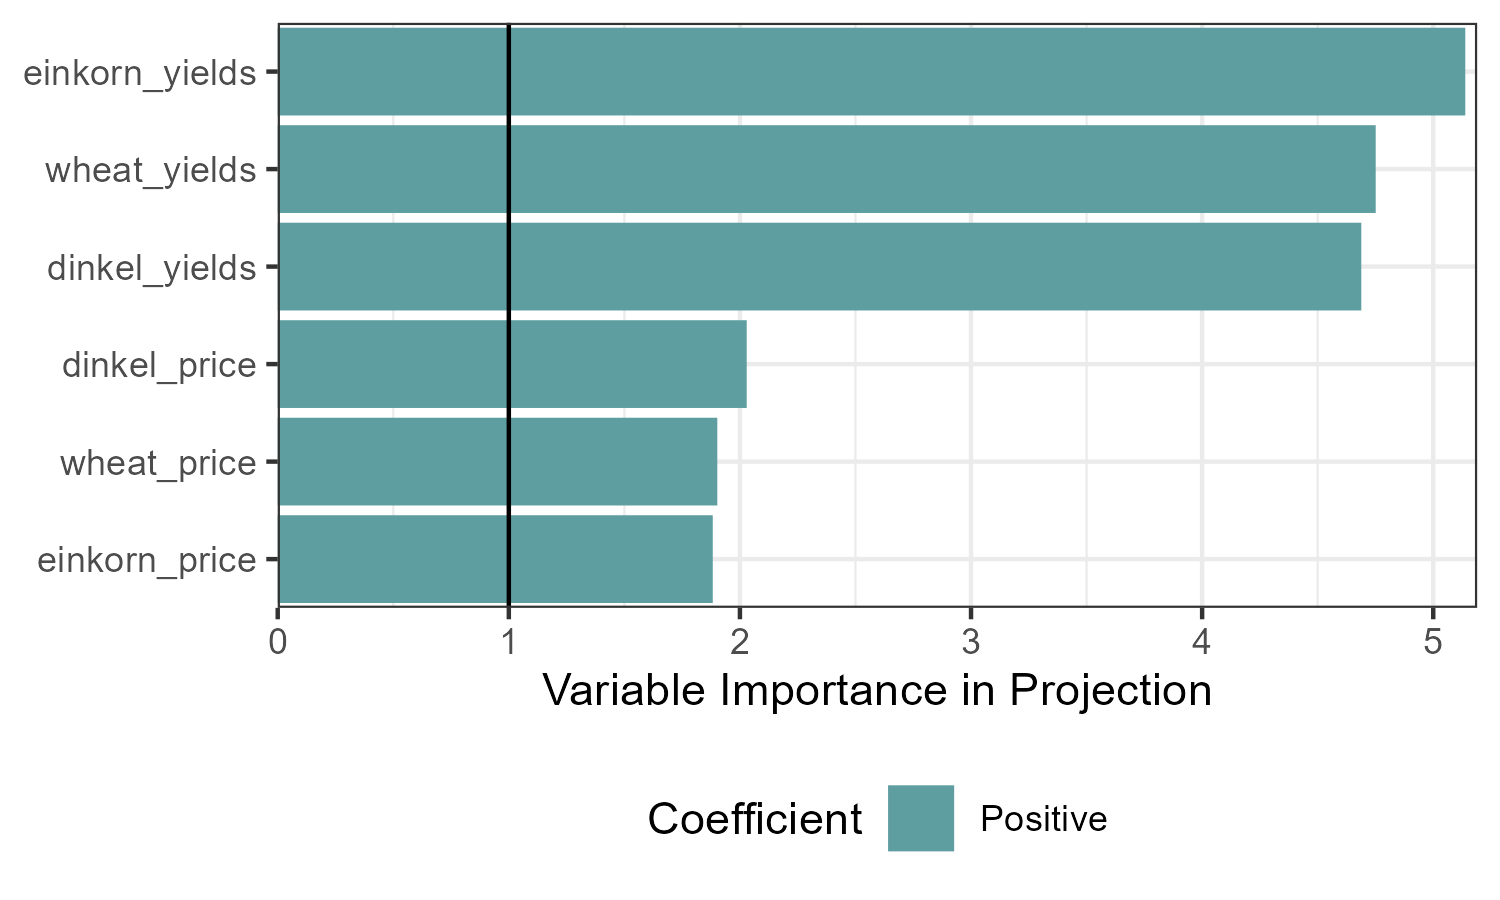 einkorn_yields
wheat_yields
dinkel_yields
dinkel_price
wheat_price
einkorn_price
0 1 2 3 4 5
Variable Importance in Projection
Coefficient Positive